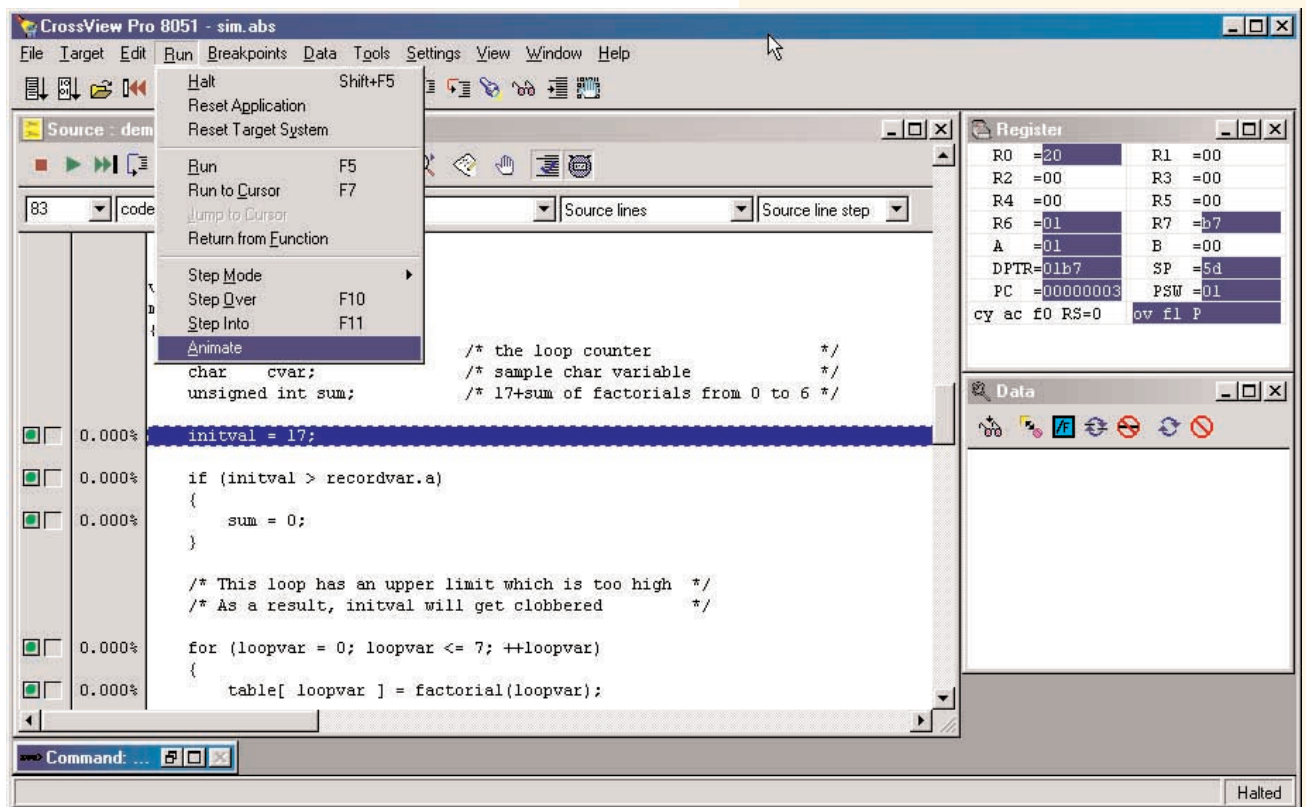 CrossView Pro 8051 - sim.abs
File Target Edit Run Breakpoints Data Tools Settings View Window Help
Halt Shift+F5
Reset Application
Reset Target System
Run F5
Run to Cursor F7
Jump to Cursor
Return from Function
Step Mode
Step Over F10
Step Into F11
Animate
Source : dem
83 code Source lines Source line step
/* the loop counter */
char cvar; /* sample char variable */
unsigned int sum; /* 17+sum of factorials from 0 to 6 */
0.000% initval = 17;
0.000% if (initval > recordvar.a)
{
0.000% sum = 0;
}
/* This loop has an upper limit which is too high */
/* As a result, initval will get clobbered */
0.000% for (loopvar = 0; loopvar <= 7; ++loopvar)
{
0.000% table[ loopvar ] = factorial(loopvar);
Register
R0 =20 R1 =00
R2 =00 R3 =00
R4 =00 R5 =00
R6 =01 R7 =b7
A =01 B =00
DPTR=01b7 SP =5d
PC =00000003 PSW =01
cy ac f0 RS=0 ov f1 P
Data
Command: ...
Halted